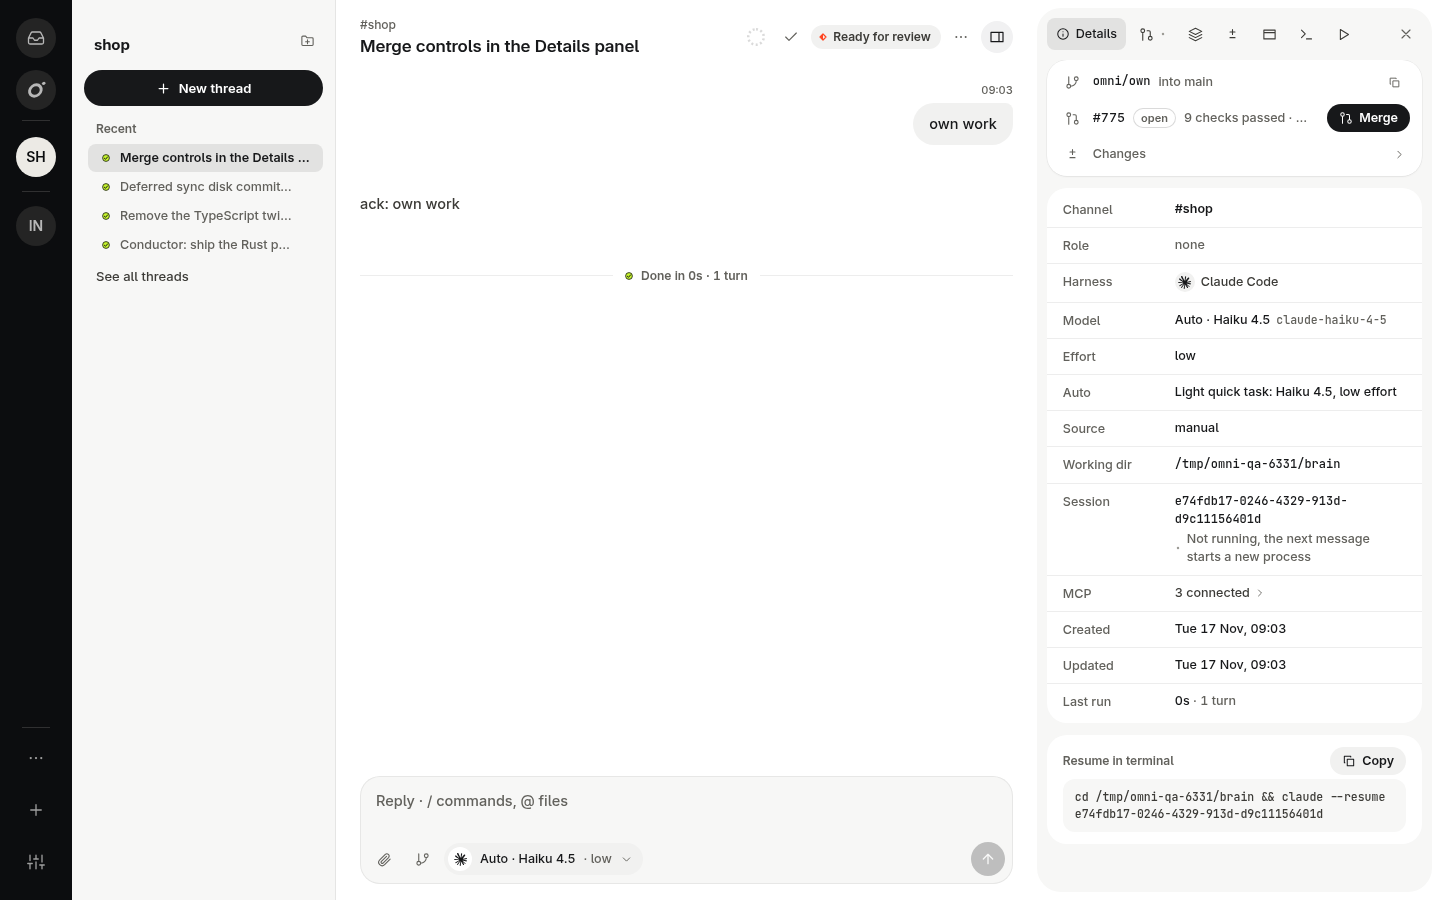 SH
IN
shop
New thread
Recent
Merge controls in the Details ...
Deferred sync disk commit...
Remove the TypeScript twi...
Conductor: ship the Rust p...
See all threads
#shop
Merge controls in the Details panel
Ready for review
09:03
own work
ack: own work
Done in 0s · 1 turn
Reply · / commands, @ files
Auto · Haiku 4.5 · low
Details
omni/own into main
#775 open 9 checks passed · ...
Merge
Changes
Channel #shop
Role none
Harness Claude Code
Model Auto · Haiku 4.5 claude-haiku-4-5
Effort low
Auto Light quick task: Haiku 4.5, low effort
Source manual
Working dir /tmp/omni-qa-6331/brain
Session e74fdb17-0246-4329-913d-
d9c11156401d
· Not running, the next message
starts a new process
MCP 3 connected
Created Tue 17 Nov, 09:03
Updated Tue 17 Nov, 09:03
Last run 0s · 1 turn
Resume in terminal
Copy
cd /tmp/omni-qa-6331/brain && claude --resume
e74fdb17-0246-4329-913d-d9c11156401d